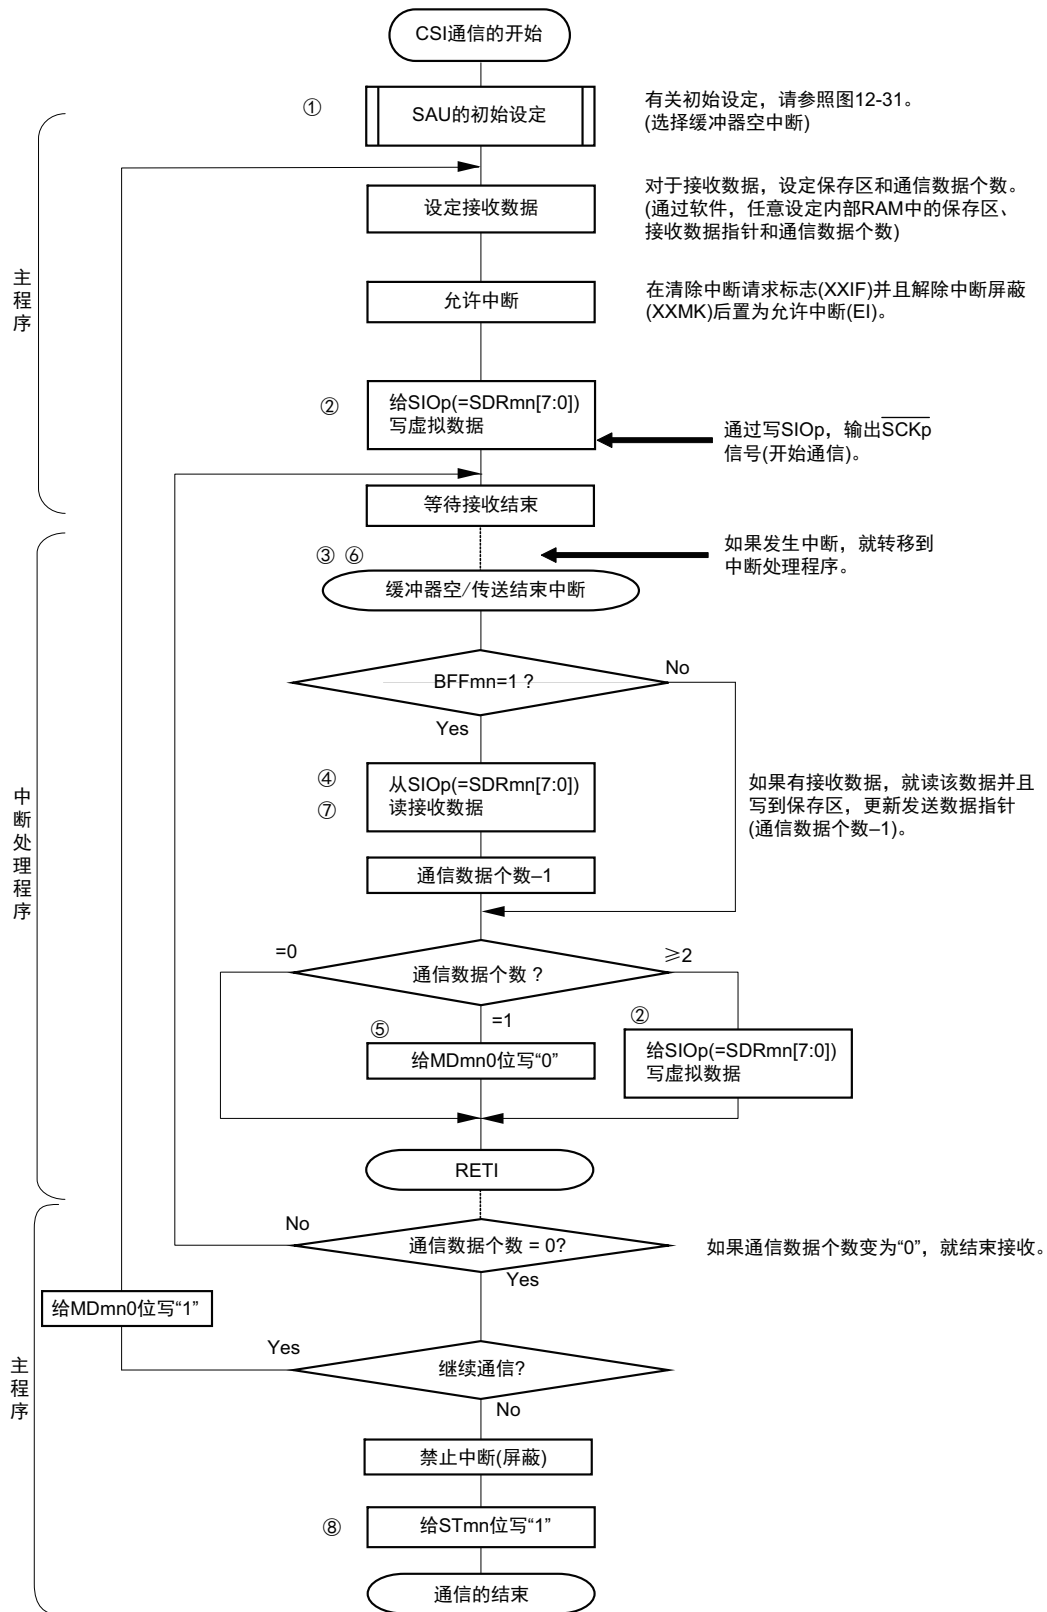 CSI通信的开始
①
SAU的初始设定
有关初始设定，请参照图12-31。
(选择缓冲器空中断)
设定接收数据
对于接收数据，设定保存区和通信数据个数。
(通过软件，任意设定内部RAM中的保存区、
接收数据指针和通信数据个数)
主程序
允许中断
在清除中断请求标志(XXIF)并且解除中断屏蔽
(XXMK)后置为允许中断(EI)。
②
给SIOp(=SDRmn[7:0])
写虚拟数据
通过写SIOp，输出SCKp
信号(开始通信)。
等待接收结束
③ ⑥
如果发生中断，就转移到
中断处理程序。
缓冲器空/传送结束中断
BFFmn=1 ?
No
Yes
④
⑦
从SIOp(=SDRmn[7:0])
读接收数据
如果有接收数据，就读该数据并且
写到保存区，更新发送数据指针
(通信数据个数–1)。
中断处理程序
通信数据个数–1
=0
通信数据个数 ?
≥2
=1
⑤
给MDmn0位写“0”
②
给SIOp(=SDRmn[7:0])
写虚拟数据
RETI
No
通信数据个数 = 0?
如果通信数据个数变为“0”，就结束接收。
Yes
给MDmn0位写“1”
Yes
继续通信?
主程序
No
禁止中断(屏蔽)
⑧
给STmn位写“1”
通信的结束